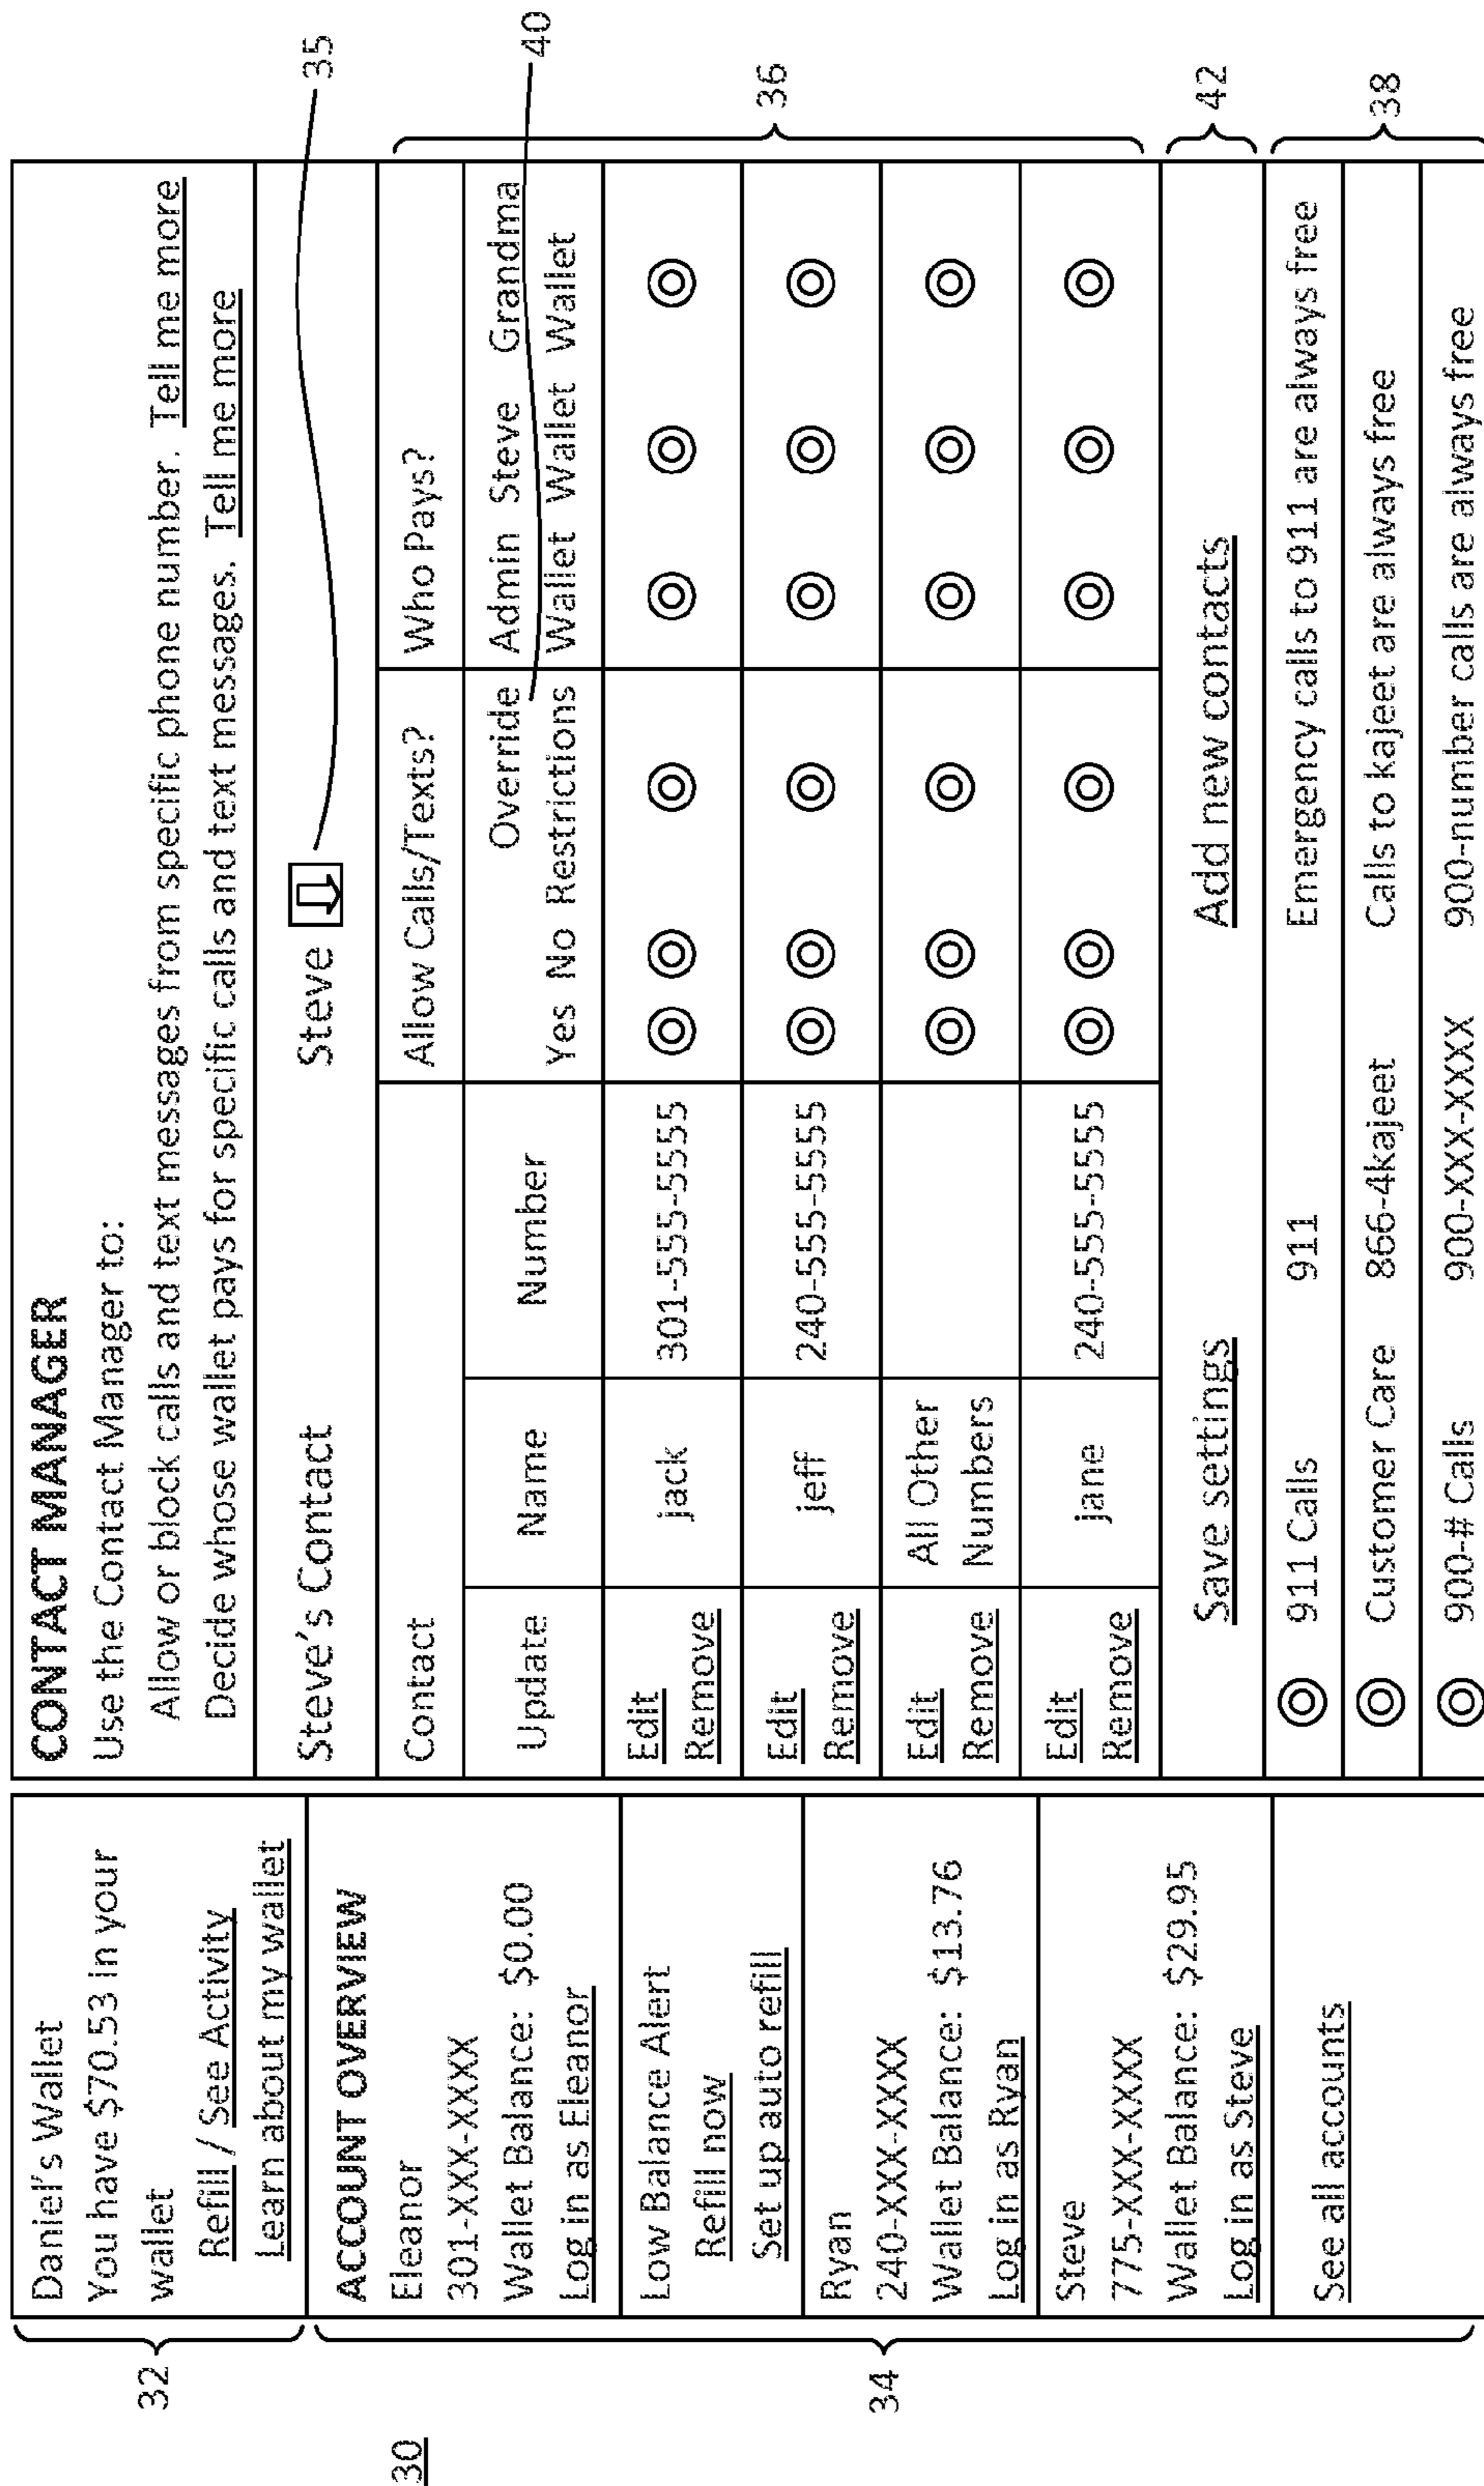 30
32
Daniel's Wallet
You have $70.53 in your
wallet
Refill / See Activity
Learn about my wallet
34
ACCOUNT OVERVIEW
Eleanor
301-XXX-XXXX
Wallet Balance: $0.00
Log in as Eleanor
Low Balance Alert
Refill now
Set up auto refill
Ryan
240-XXX-XXXX
Wallet Balance: $13.76
Log in as Ryan
Steve
775-XXX-XXXX
Wallet Balance: $29.95
Log in as Steve
See all accounts
CONTACT MANAGER
Use the Contact Manager to:
Allow or block calls and text messages from specific phone number. Tell me more
Decide whose wallet pays for specific calls and text messages. Tell me more
Steve's Contact Steve 35
Contact Allow Calls/Texts? Who Pays?
Override Admin Steve Grandma 40
Update Name Number Yes No Restrictions Wallet Wallet Wallet
Edit
Remove jack 301-555-5555
Edit
Remove jeff 240-555-5555
36
Edit All Other
Remove Numbers
Edit
Remove jane 240-555-5555
Save settings Add new contacts 42
911 Calls 911 Emergency calls to 911 are always free
Customer Care 866-4kajeet Calls to kajeet are always free 38
900-# Calls 900-XXX-XXXX 900-number calls are always free